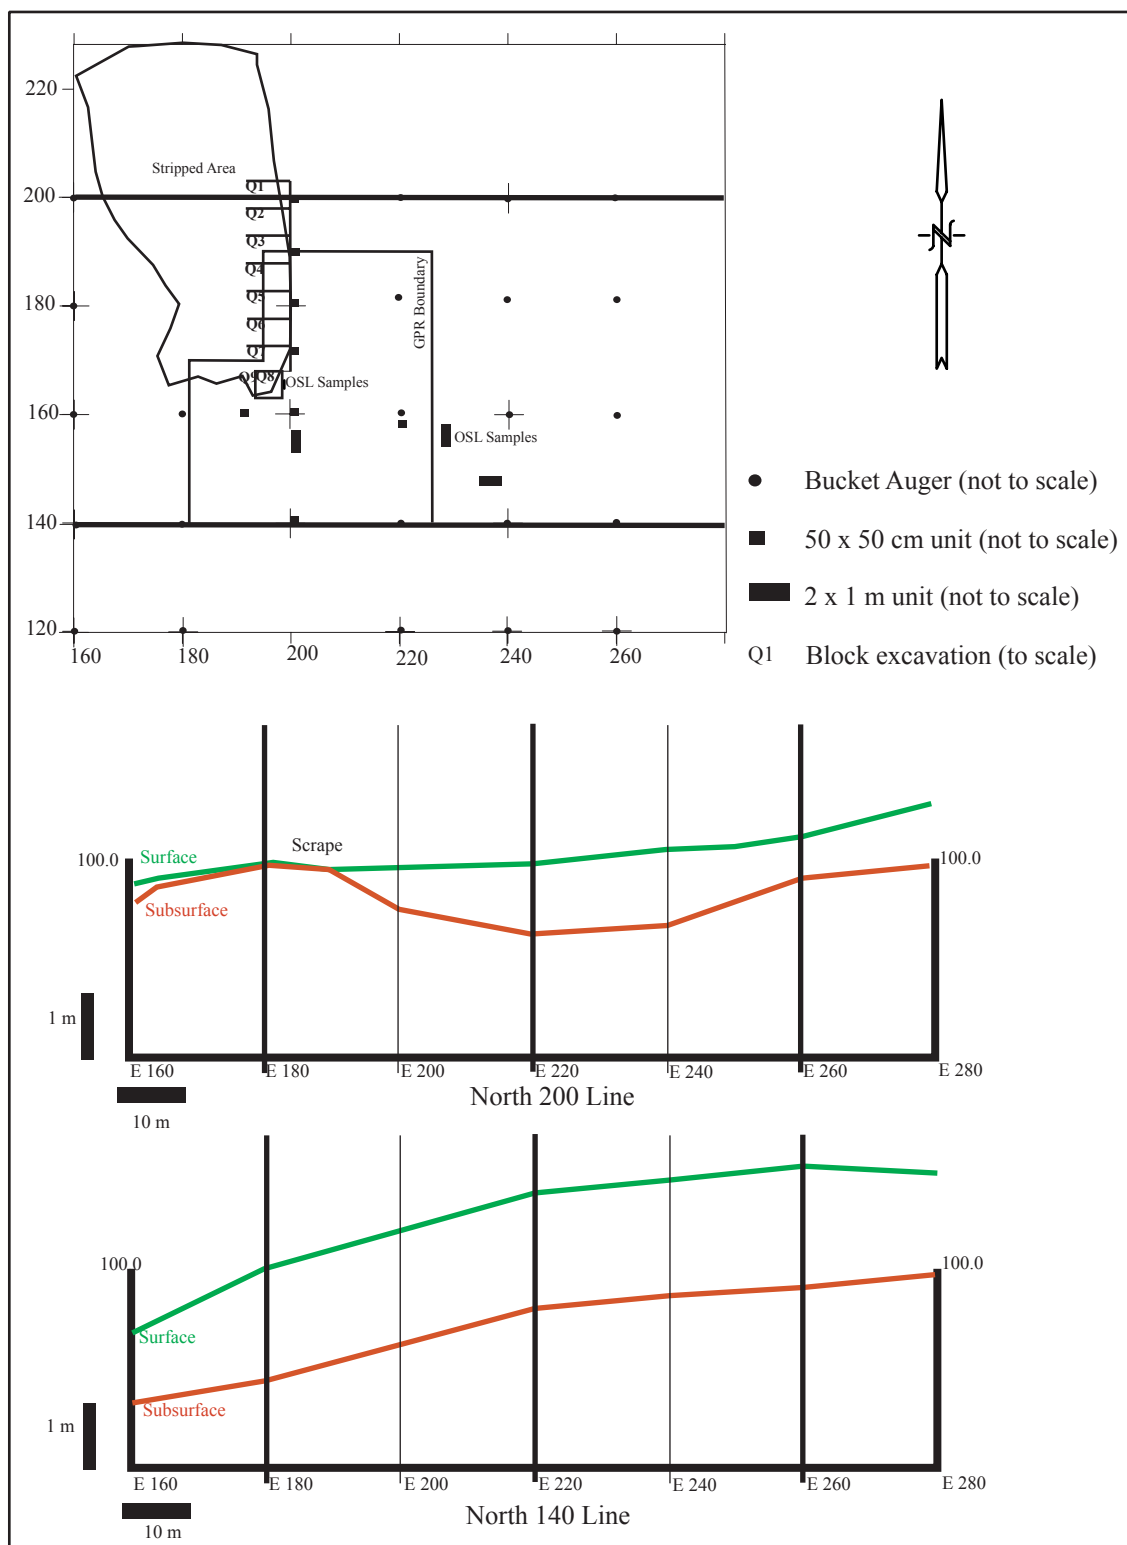 220
Stripped Area
200
Q1
Q2
Q3
Q4
Q5
Q6
Q7
Q9
Q8
180
160
140
120
GPR Boundary
OSL Samples
OSL Samples
160
180
200
220
240
260
N
Bucket Auger (not to scale)
50 x 50 cm unit (not to scale)
2 x 1 m unit (not to scale)
Q1 Block excavation (to scale)
100.0
Surface
Scrape
100.0
Subsurface
1 m
E 160
E 180
E 200
E 220
E 240
E 260
E 280
10 m
North 200 Line
100.0
100.0
Surface
Subsurface
1 m
E 160
E 180
E 200
E 220
E 240
E 260
E 280
10 m
North 140 Line